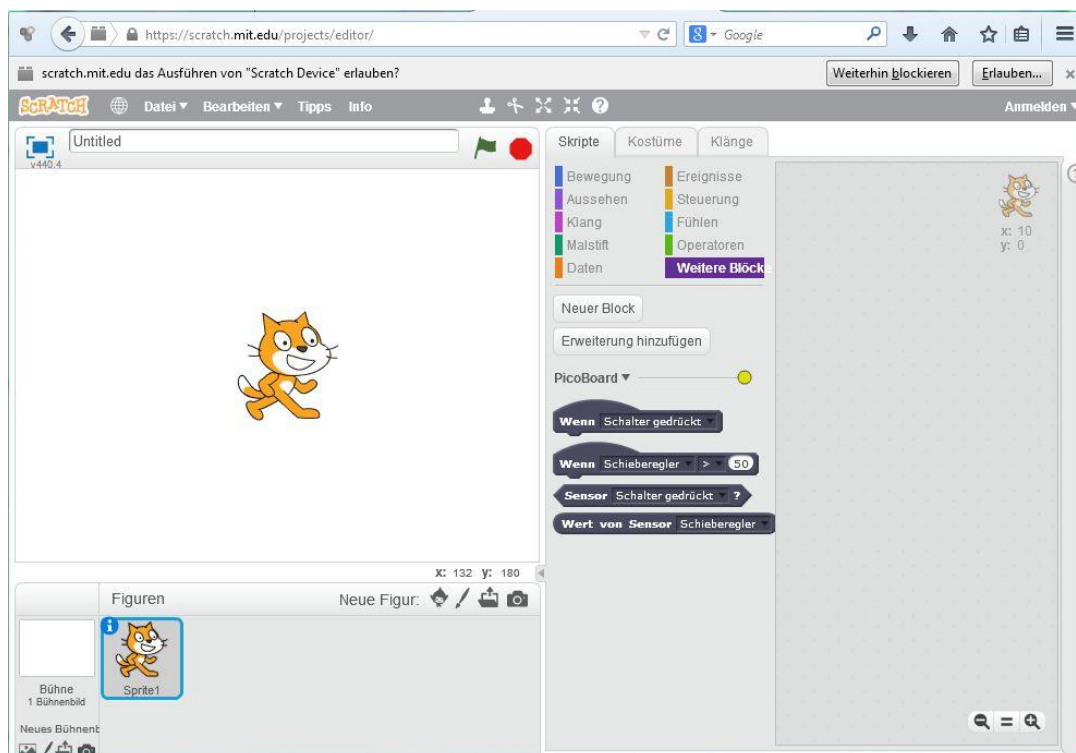 https://scratch.mit.edu/projects/editor/
Google
scratch.mit.edu das Ausführen von "Scratch Device" erlauben?
Weiterhin blockieren
Erlauben...
SCRATCH
Datei
Bearbeiten
Tipps
Info
Anmelden
Untitled
v440.4
Skripte
Kostüme
Klänge
Bewegung
Ereignisse
Aussehen
Steuerung
Klang
Fühlen
Malstift
Operatoren
Daten
Weitere Blöcke
x: 10
y: 0
Neuer Block
Erweiterung hinzufügen
PicoBoard
Wenn Schalter gedrückt
Wenn Schieberegler > 50
Sensor Schalter gedrückt ?
Wert von Sensor Schieberegler
x: 132 y: 180
Figuren
Neue Figur:
Bühne
1 Bühnenbild
Sprite1
Neues Bühnenb